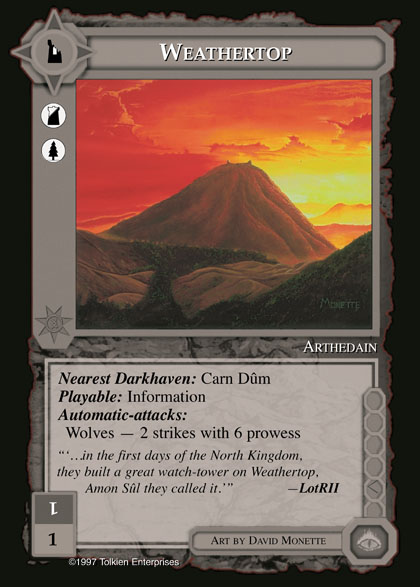 WEATHERTOP
MONETTE
ARTHEDAIN
Nearest Darkhaven: Carn Dûm
Playable: Information
Automatic-attacks:
Wolves — 2 strikes with 6 prowess
“‘…in the first days of the North Kingdom,
they built a great watch-tower on Weathertop,
Amon Sûl they called it.’” —LotRII
1
1
ART BY DAVID MONETTE
©1997 Tolkien Enterprises